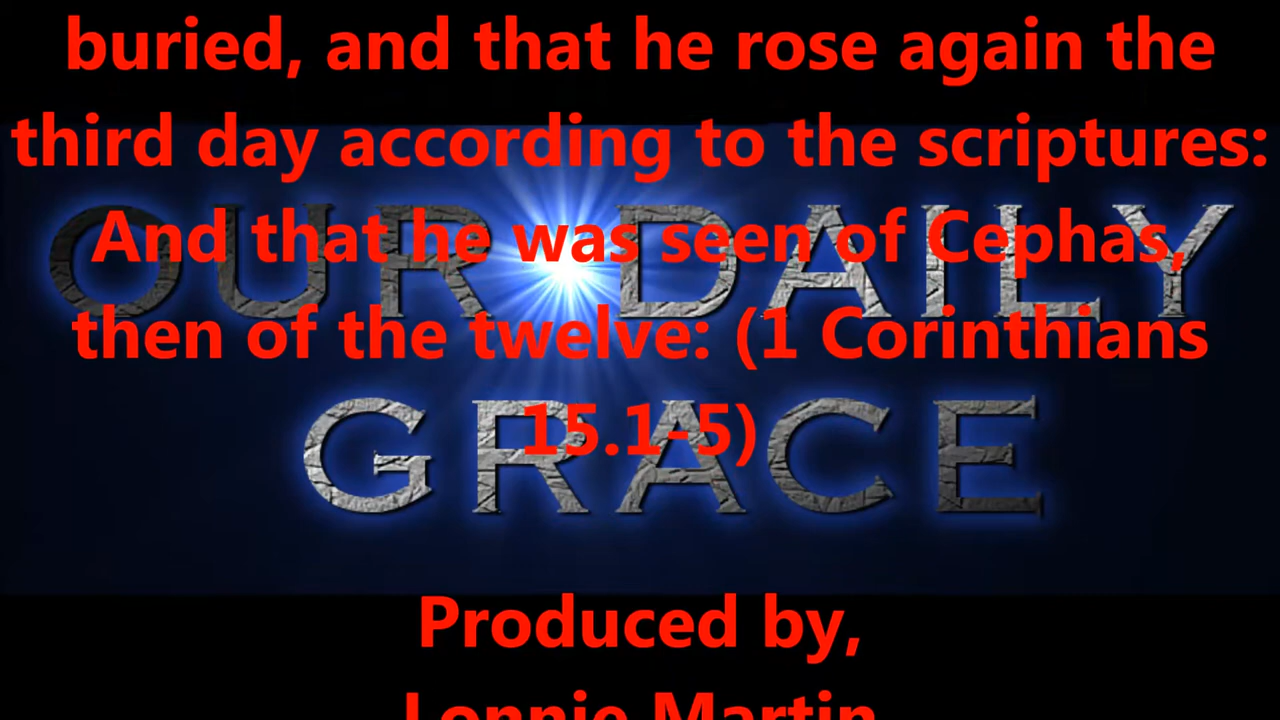 buried, and that he rose again the
third day according to the scriptures:
And that he was seen of Cephas,
then of the twelve: (1 Corinthians
15.1-5)
OUR DAILY
GRACE
Produced by,
Lonnie Martin